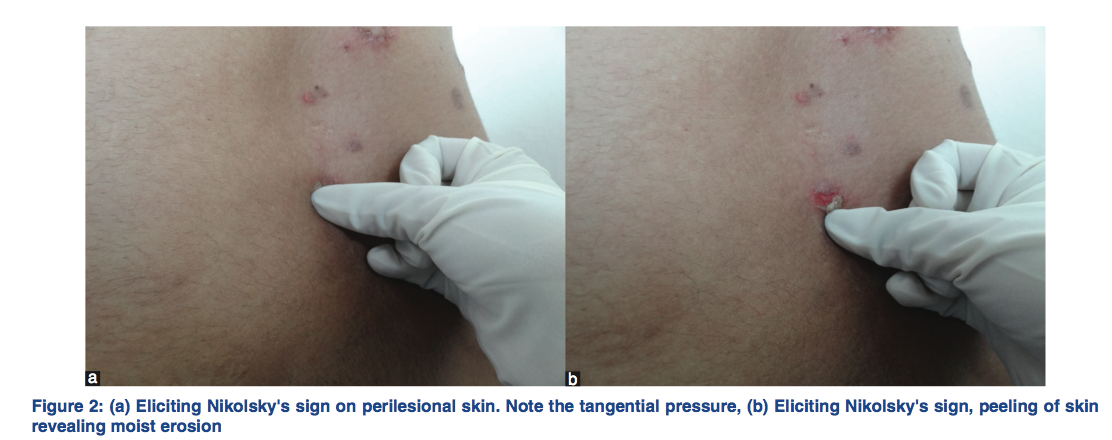 a
b
Figure 2: (a) Eliciting Nikolsky's sign on perilesional skin. Note the tangential pressure, (b) Eliciting Nikolsky's sign, peeling of skin
revealing moist erosion